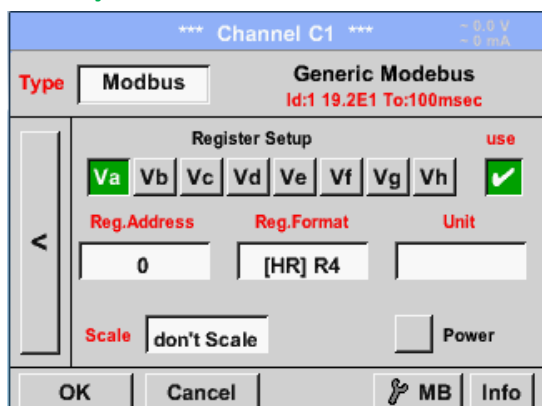 *** Channel C1 ***
~ 0.0 V
~ 0 mA
Type Modbus
Generic Modebus
Id:1 19.2E1 To:100msec
Register Setup use
Va Vb Vc Vd Ve Vf Vg Vh
Reg.Address Reg.Format Unit
<
0 [HR] R4
Scale don't Scale Power
OK Cancel MB Info